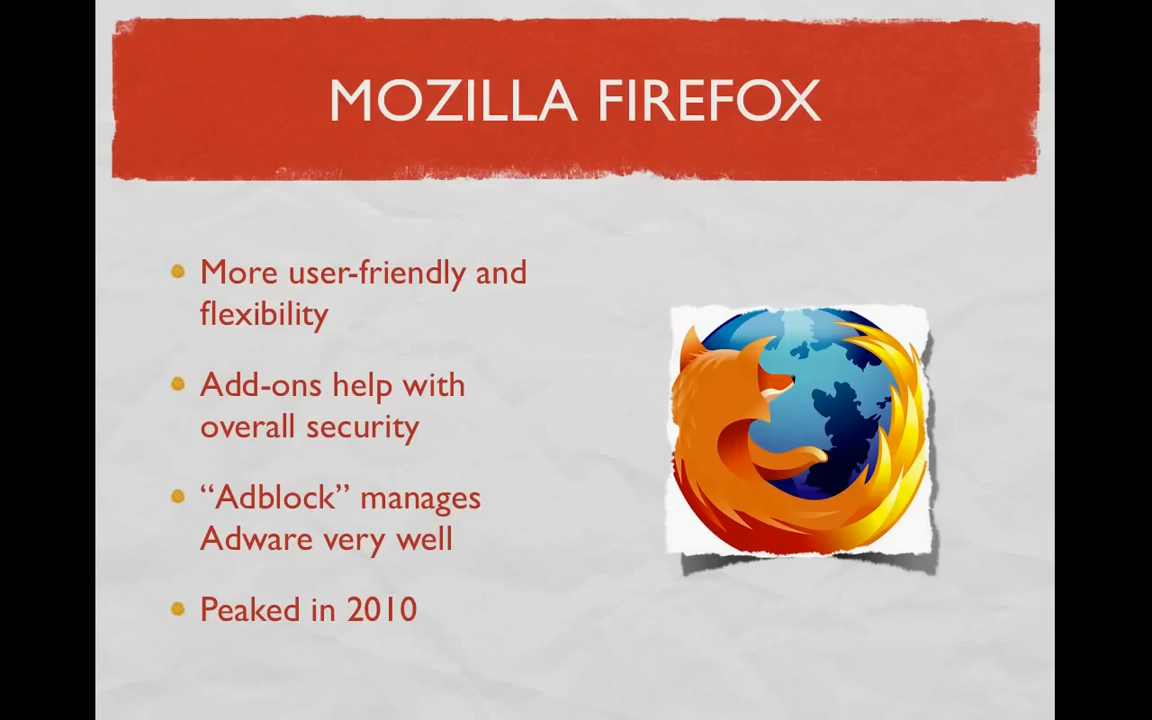 MOZILLA FIREFOX
• More user-friendly and
flexibility
• Add-ons help with
overall security
• “Adblock” manages
Adware very well
• Peaked in 2010